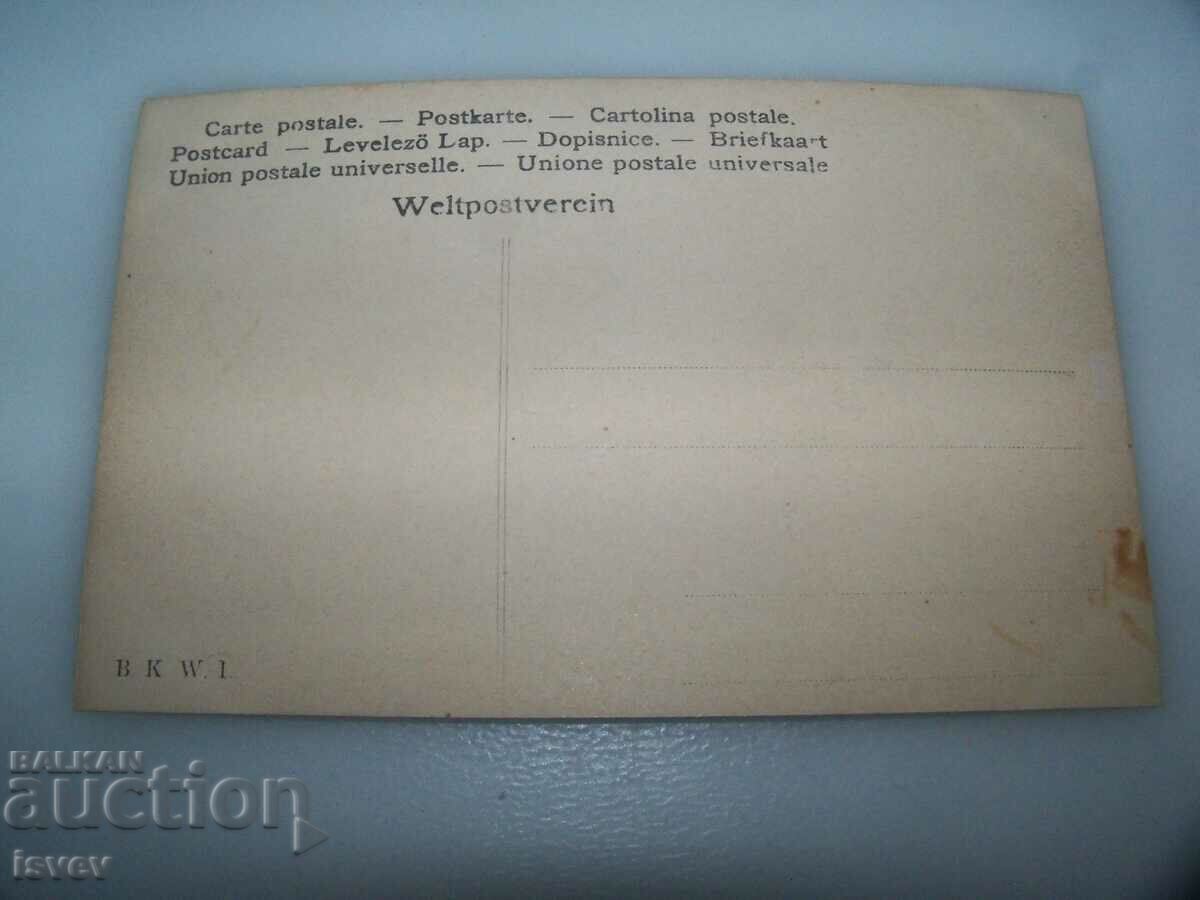 Carte postale. — Postkarte. — Cartolina postale.
Postcard — Levelező Lap. — Dopisnice. — Briefkaart
Union postale universelle. — Unione postale universale
Weltpostverein
B. K. W. I.
BALKAN
auction
isvev